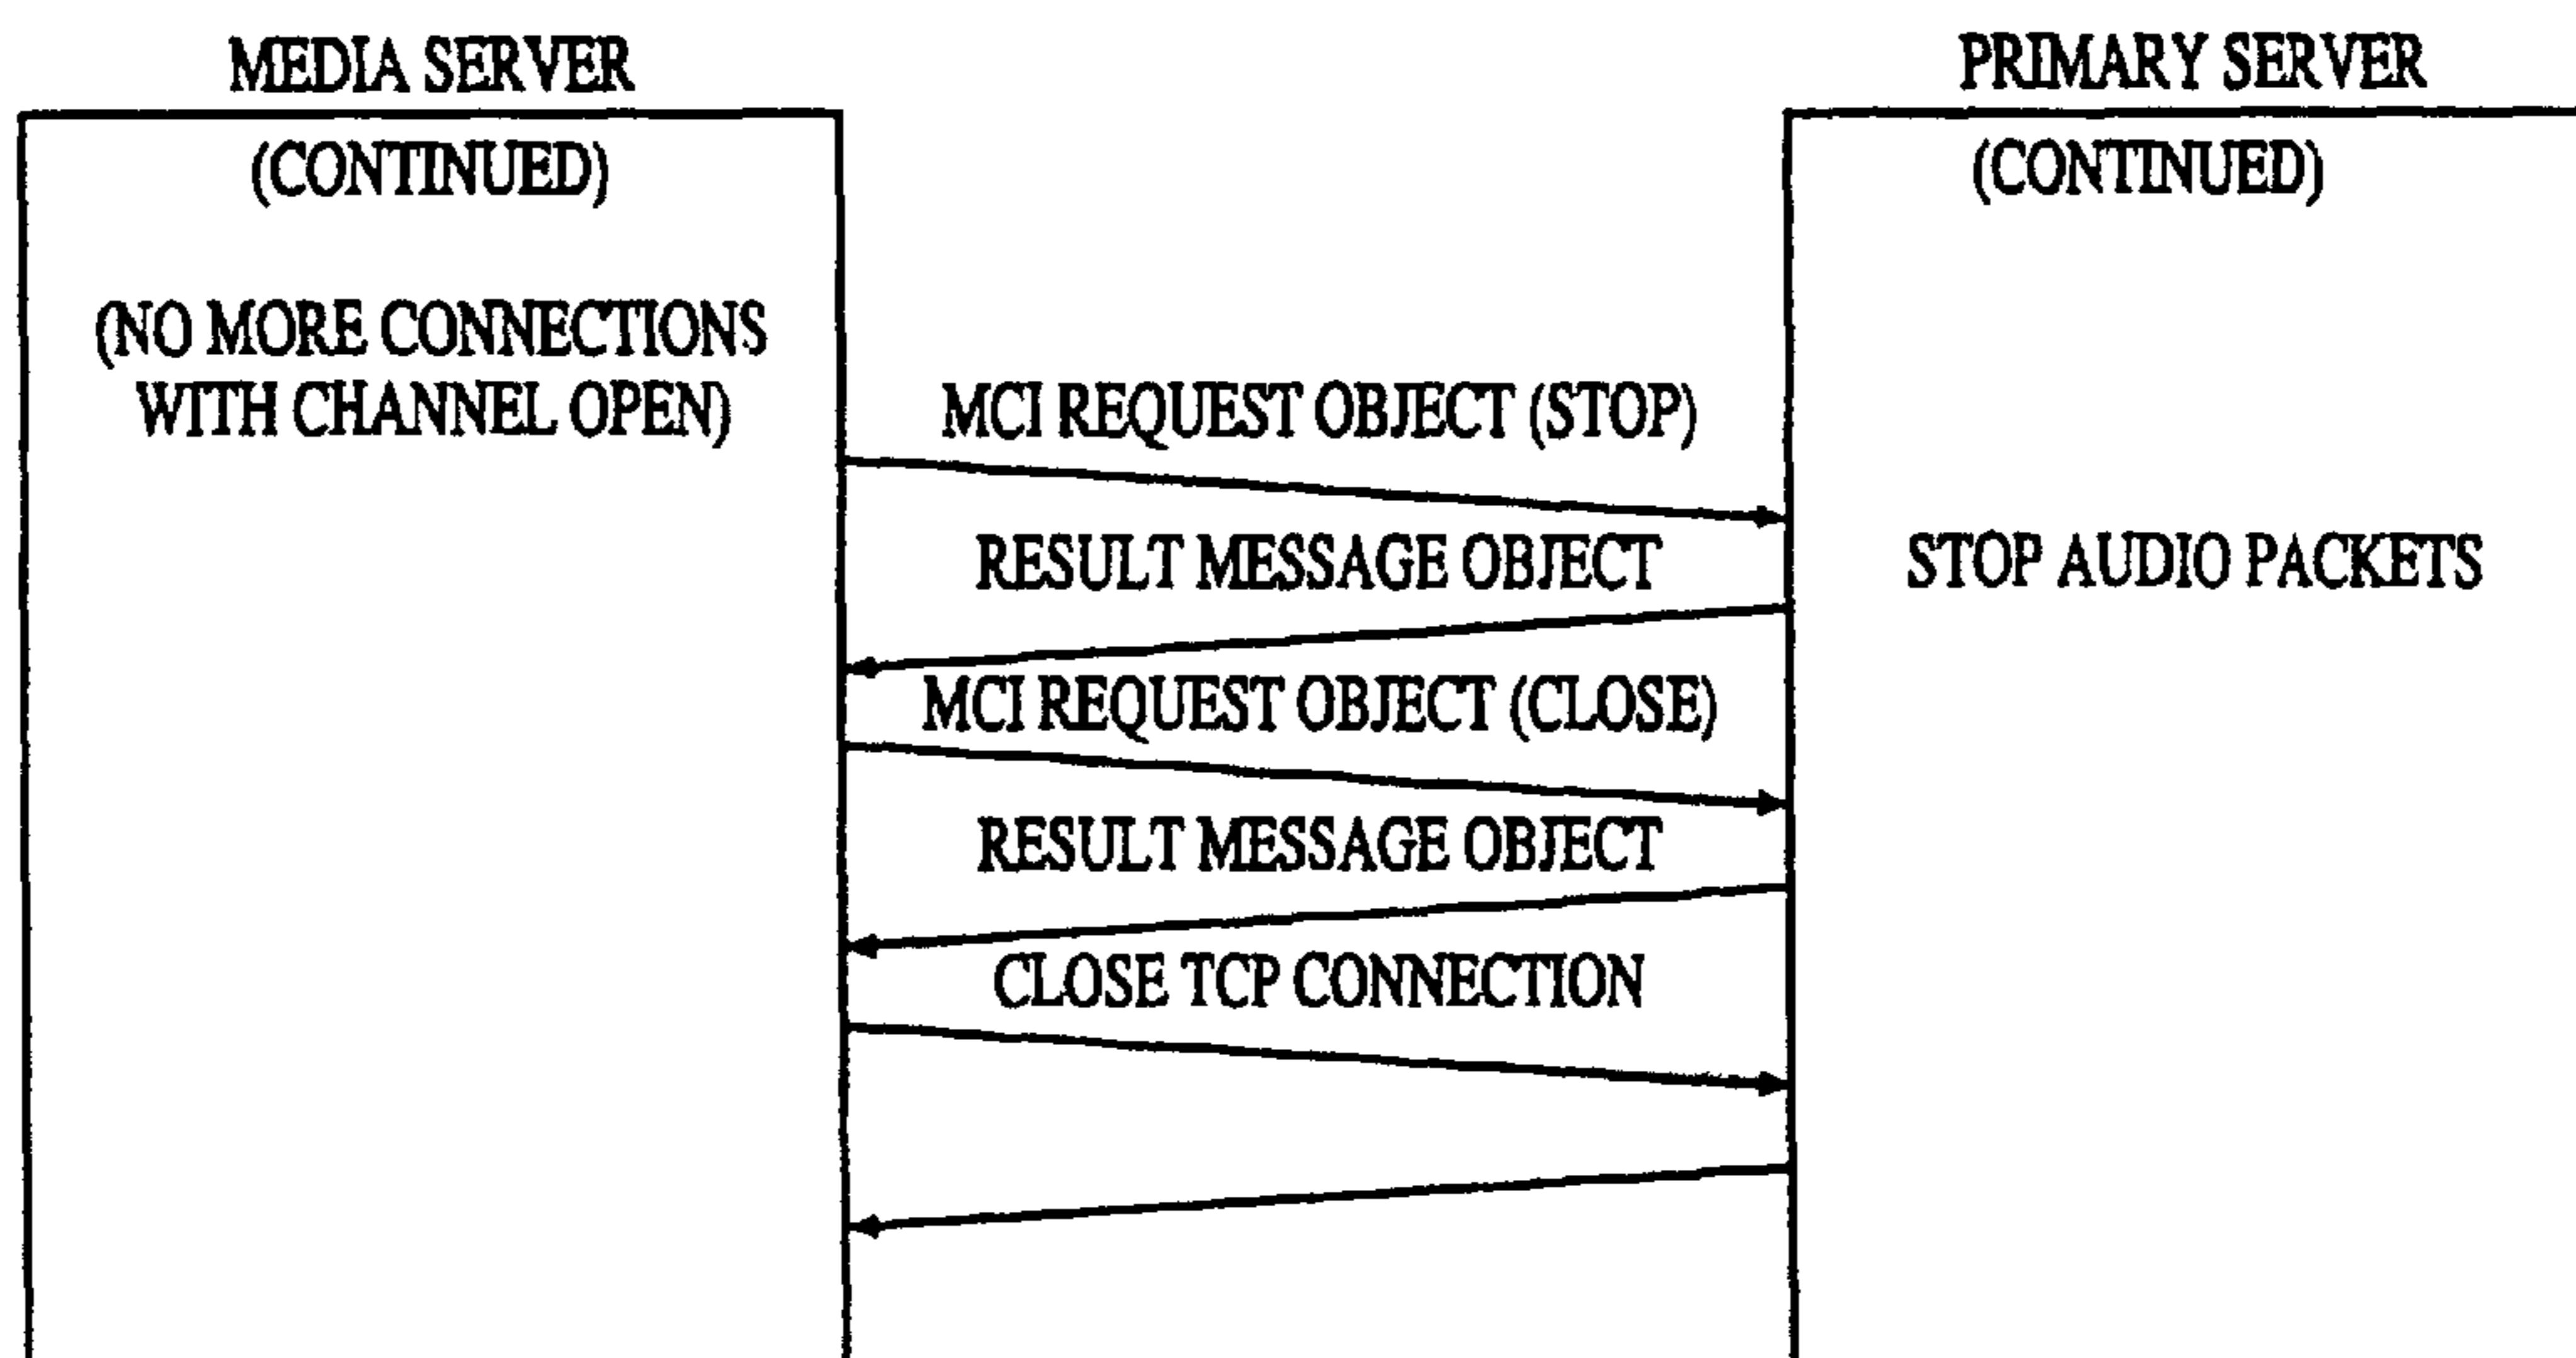 MEDIA SERVER
PRIMARY SERVER
(CONTINUED)
(CONTINUED)
(NO MORE CONNECTIONS
WITH CHANNEL OPEN)
MCI REQUEST OBJECT (STOP)
RESULT MESSAGE OBJECT
STOP AUDIO PACKETS
MCI REQUEST OBJECT (CLOSE)
RESULT MESSAGE OBJECT
CLOSE TCP CONNECTION